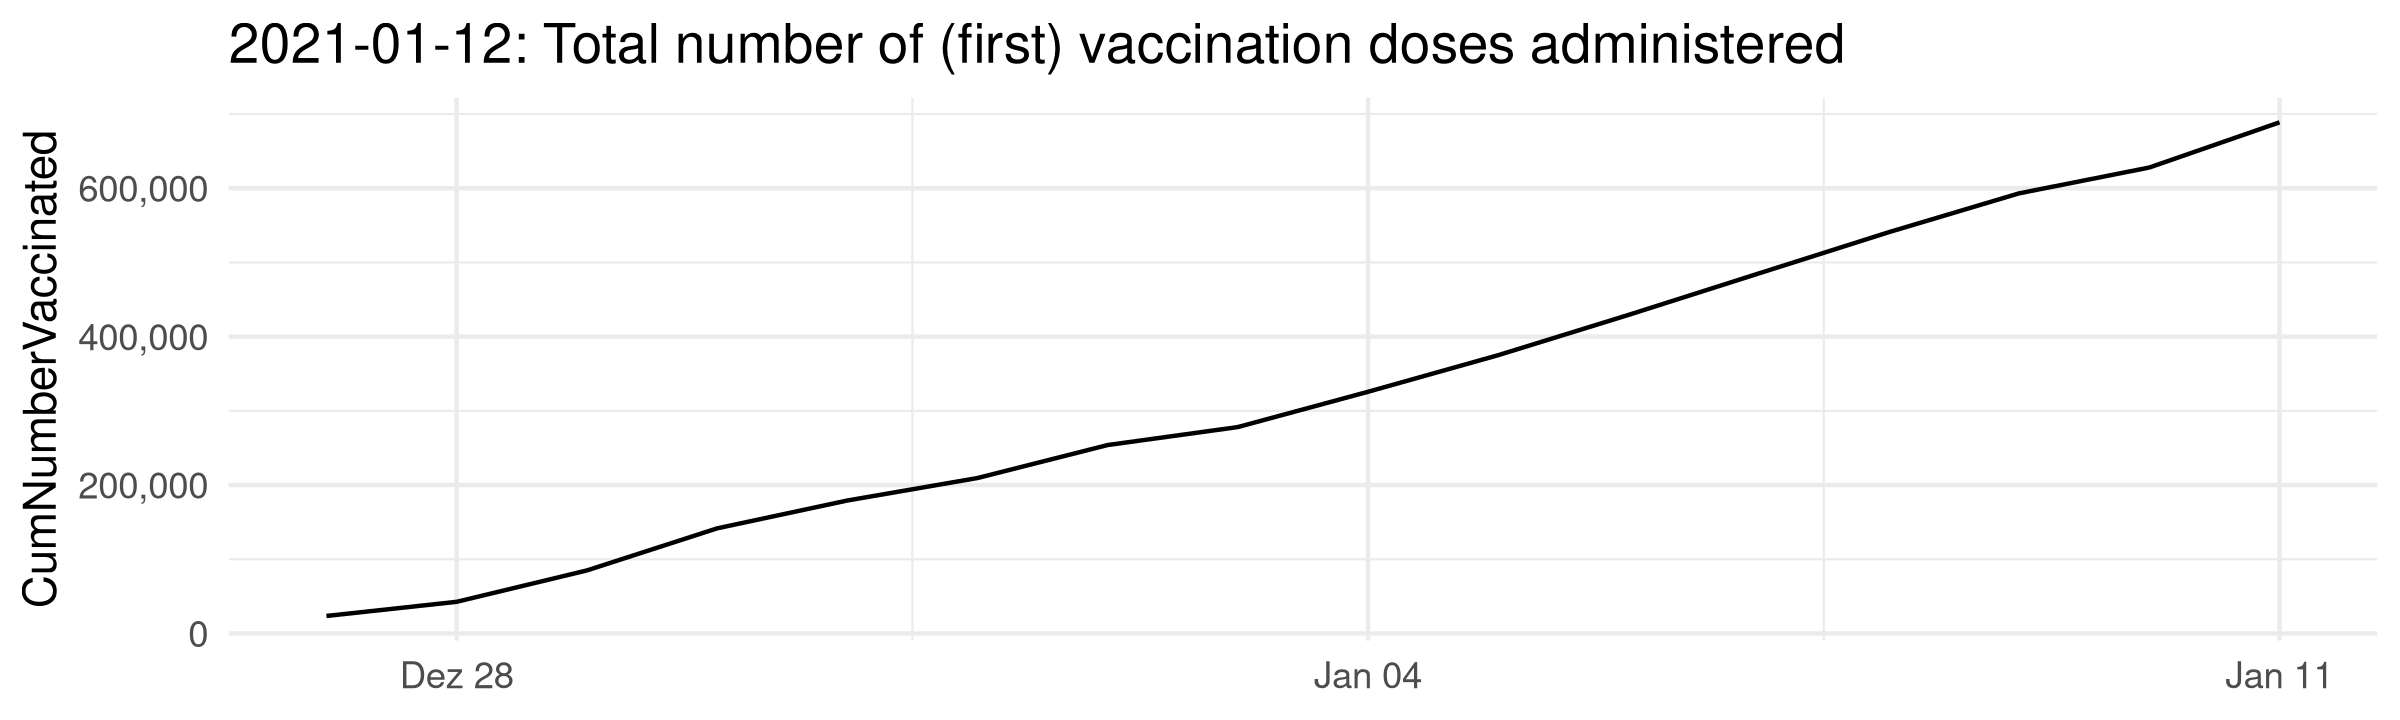 2021-01-12: Total number of (first) vaccination doses administered
CumNumberVaccinated
600,000
400,000
200,000
0
Dez 28
Jan 04
Jan 11